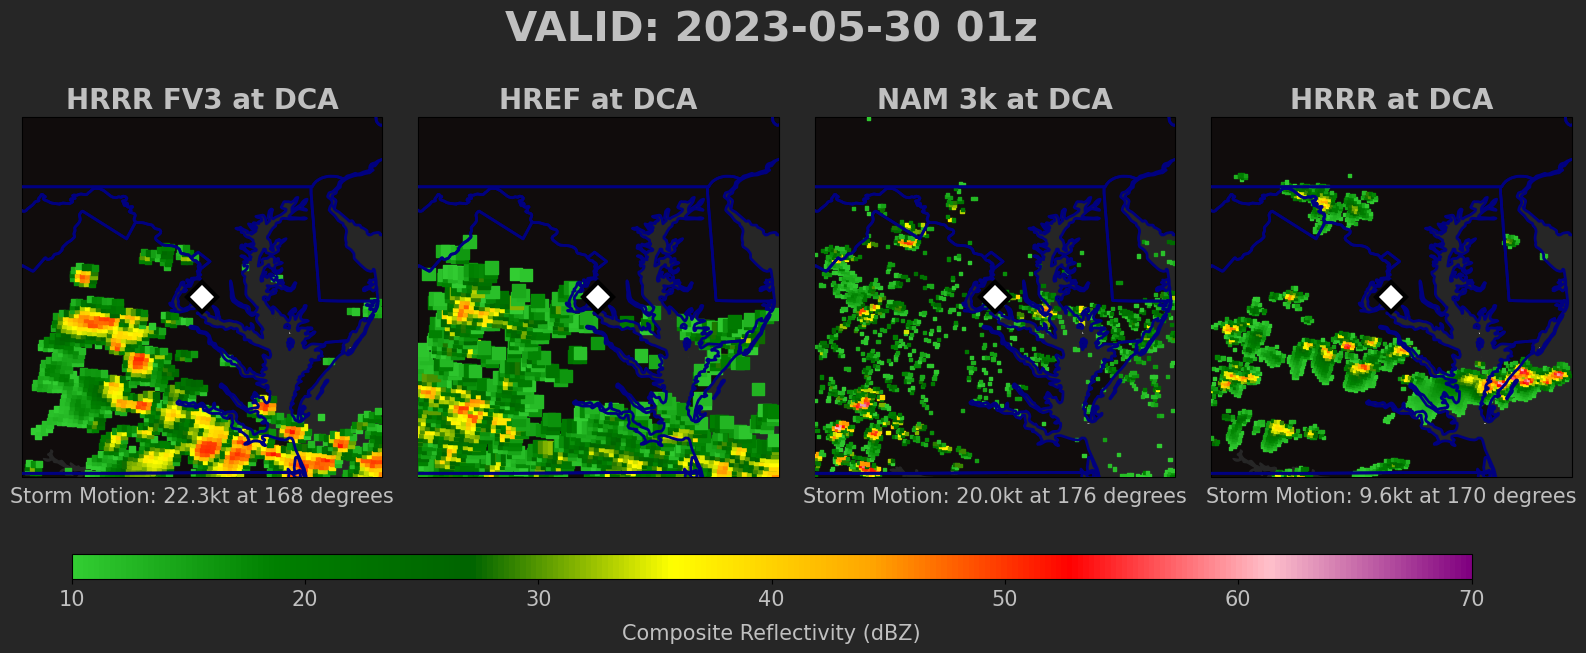 VALID: 2023-05-30 01z
HRRR FV3 at DCA
HREF at DCA
NAM 3k at DCA
HRRR at DCA
Storm Motion: 22.3kt at 168 degrees
Storm Motion: 20.0kt at 176 degrees
Storm Motion: 9.6kt at 170 degrees
10 20 30 40 50 60 70
Composite Reflectivity (dBZ)